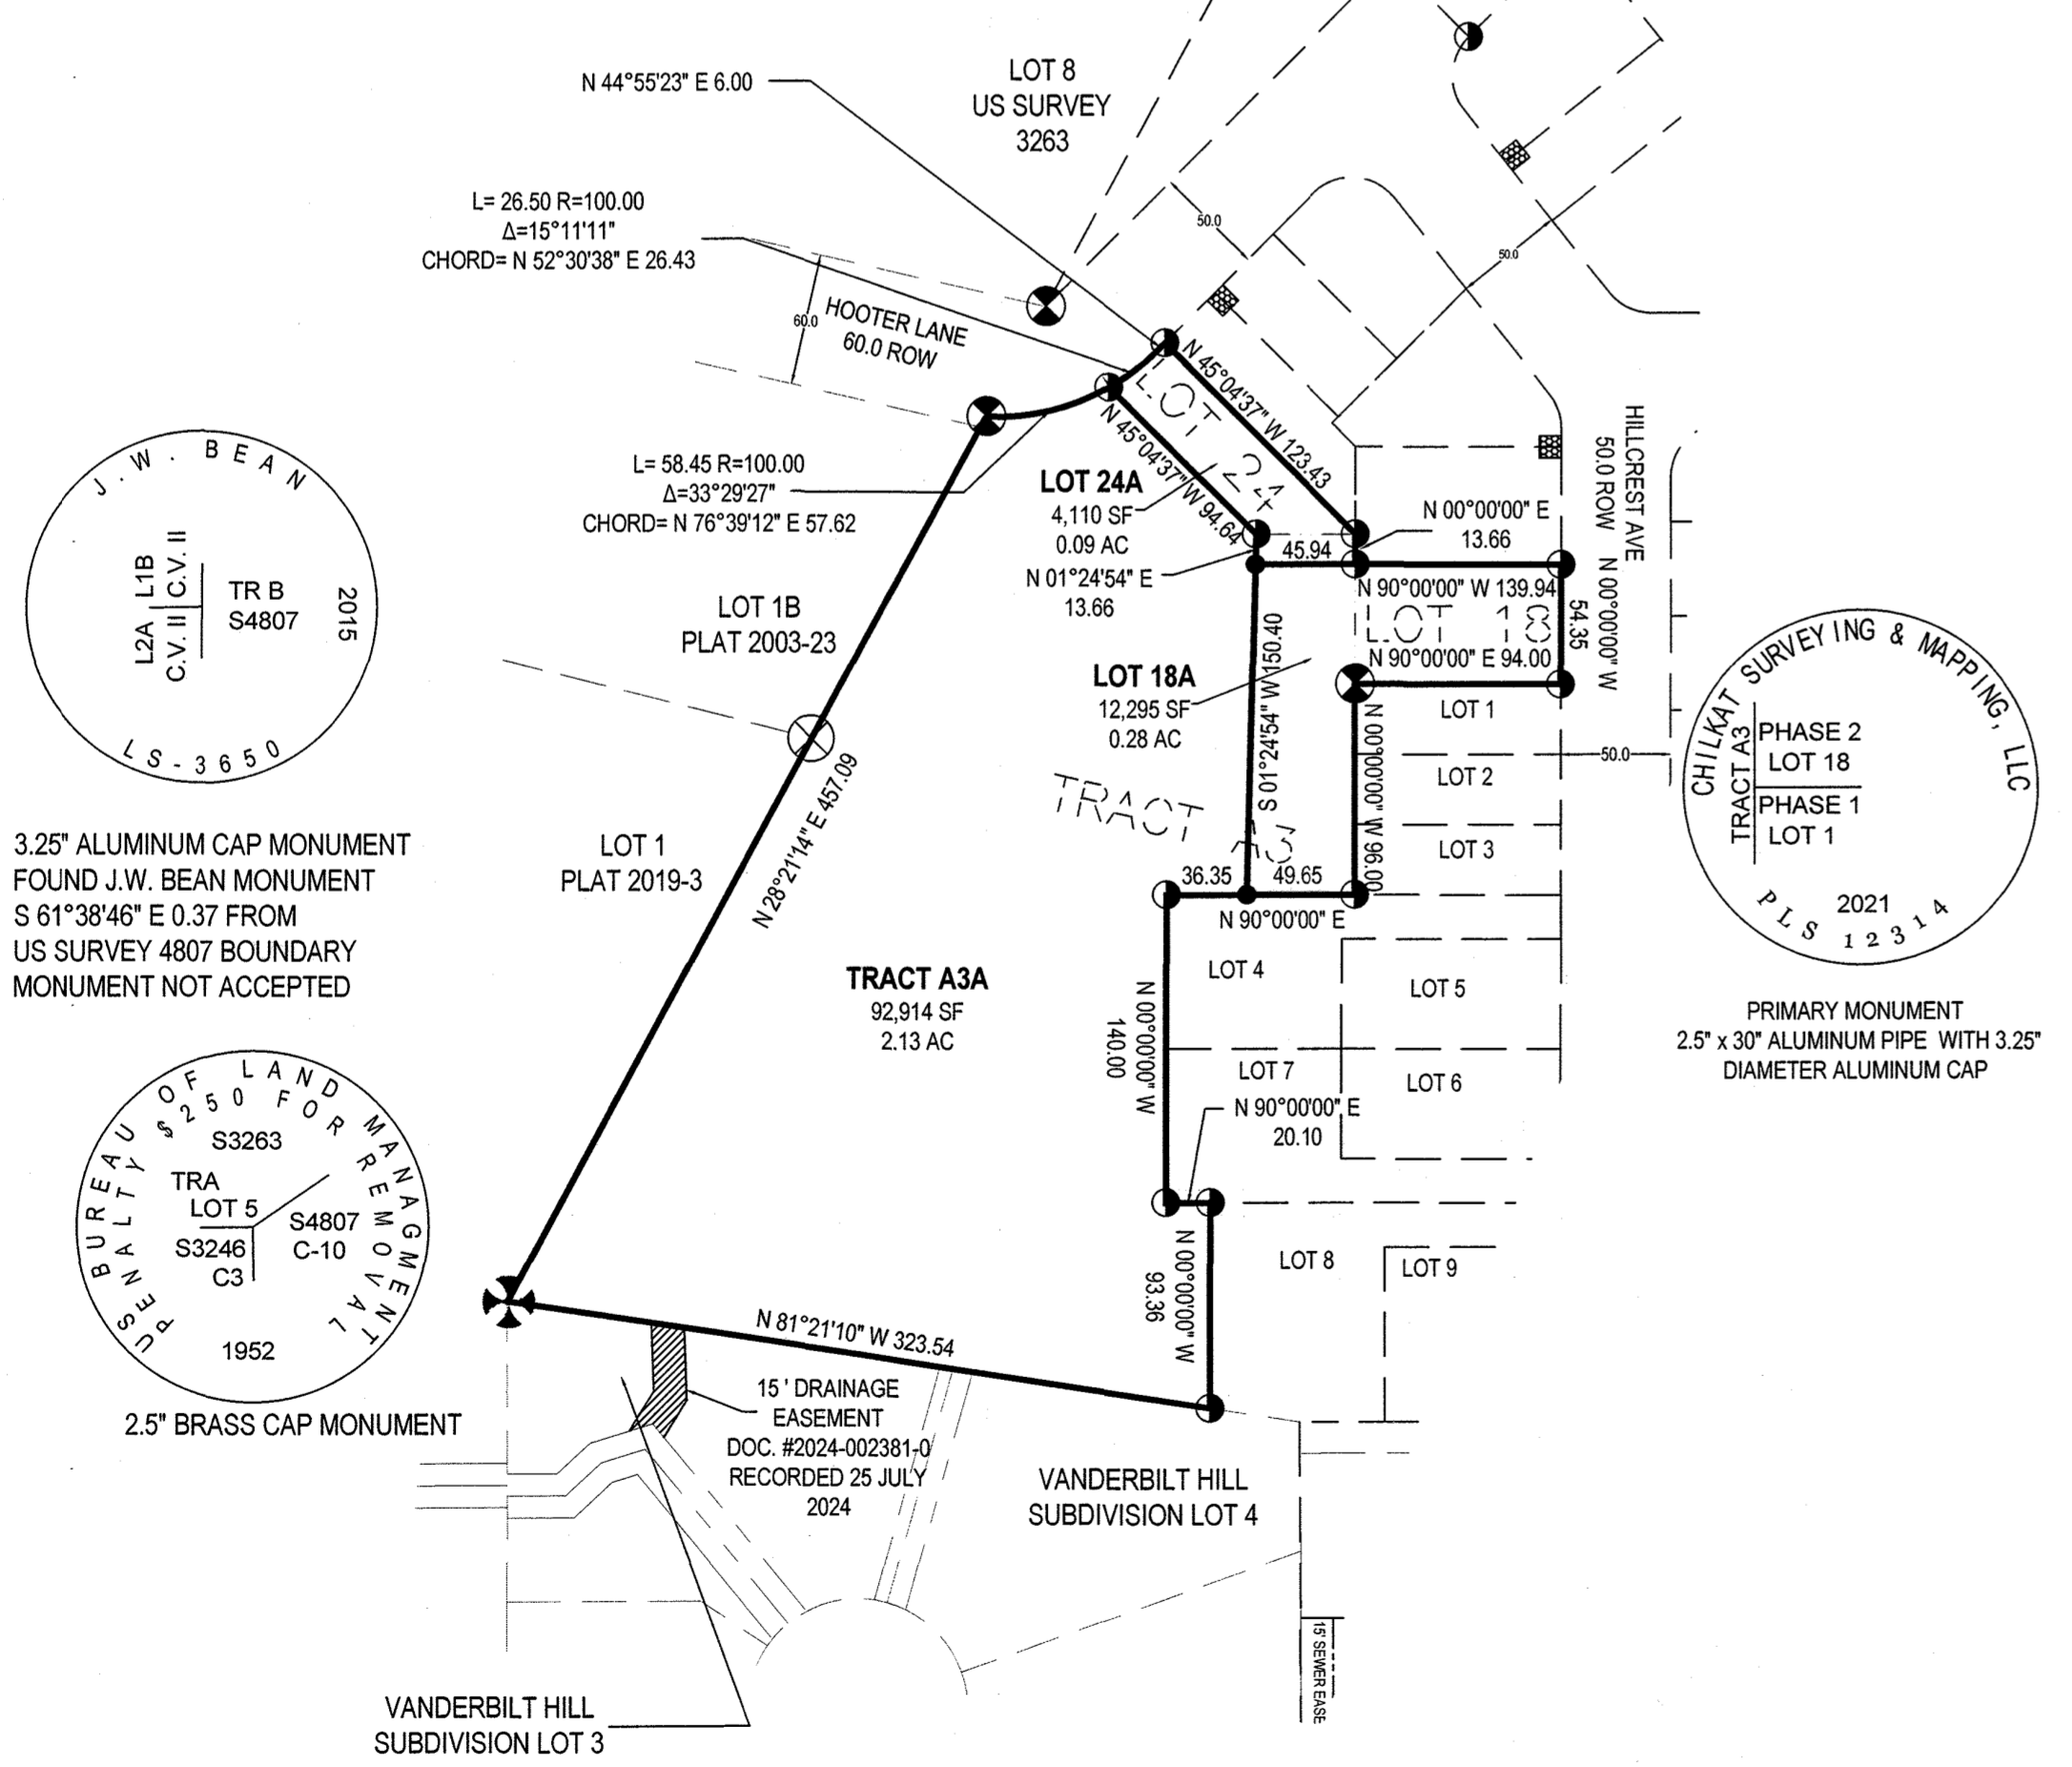 N 44°55'23" E 6.00
LOT 8
US SURVEY
3263
L= 26.50 R=100.00
Δ=15°11'11"
CHORD= N 52°30'38" E 26.43
HOOTER LANE
60.0 ROW
60.0
50.0
50.0
L= 58.45 R=100.00
Δ=33°29'27"
CHORD= N 76°39'12" E 57.62
N 45°04'37" W 123.43
LOT 24
N 45°04'37" W 94.64
LOT 24A
4,110 SF
0.09 AC
N 01°24'54" E
13.66
45.94
N 00°00'00" E
13.66
N 90°00'00" W 139.94
HILLCREST AVE
50.0 ROW
N 00°00'00" W
54.35
LOT 18
N 90°00'00" E 94.00
LOT 1B
PLAT 2003-23
LOT 18A
12,295 SF
0.28 AC
S 01°24'54" W 150.40
N 00°00'00" W 96.00
LOT 1
LOT 2
LOT 3
50.0
TRACT A3
36.35
49.65
N 90°00'00" E
LOT 1
PLAT 2019-3
N 28°21'14" E 457.09
TRACT A3A
92,914 SF
2.13 AC
LOT 4
LOT 5
N 00°00'00" W
140.00
LOT 7
LOT 6
N 90°00'00" E
20.10
LOT 8
LOT 9
N 00°00'00" W
93.36
N 81°21'10" W 323.54
15 ' DRAINAGE
EASEMENT
DOC. #2024-002381-0
RECORDED 25 JULY
2024
VANDERBILT HILL
SUBDIVISION LOT 4
VANDERBILT HILL
SUBDIVISION LOT 3
15' SEWER EASE
J.W. BEAN
L2A L1B
C.V. II C.V. II
TR B
S4807
2015
LS-3650
3.25" ALUMINUM CAP MONUMENT
FOUND J.W. BEAN MONUMENT
S 61°38'46" E 0.37 FROM
US SURVEY 4807 BOUNDARY
MONUMENT NOT ACCEPTED
US BUREAU OF LAND MANAGMENT
PENALTY $250 FOR REMOVAL
S3263
TRA
LOT 5
S3246
C3
S4807
C-10
1952
2.5" BRASS CAP MONUMENT
CHILKAT SURVEYING & MAPPING, LLC
TRACT A3
PHASE 2
LOT 18
PHASE 1
LOT 1
2021
PLS 12314
PRIMARY MONUMENT
2.5" x 30" ALUMINUM PIPE WITH 3.25"
DIAMETER ALUMINUM CAP